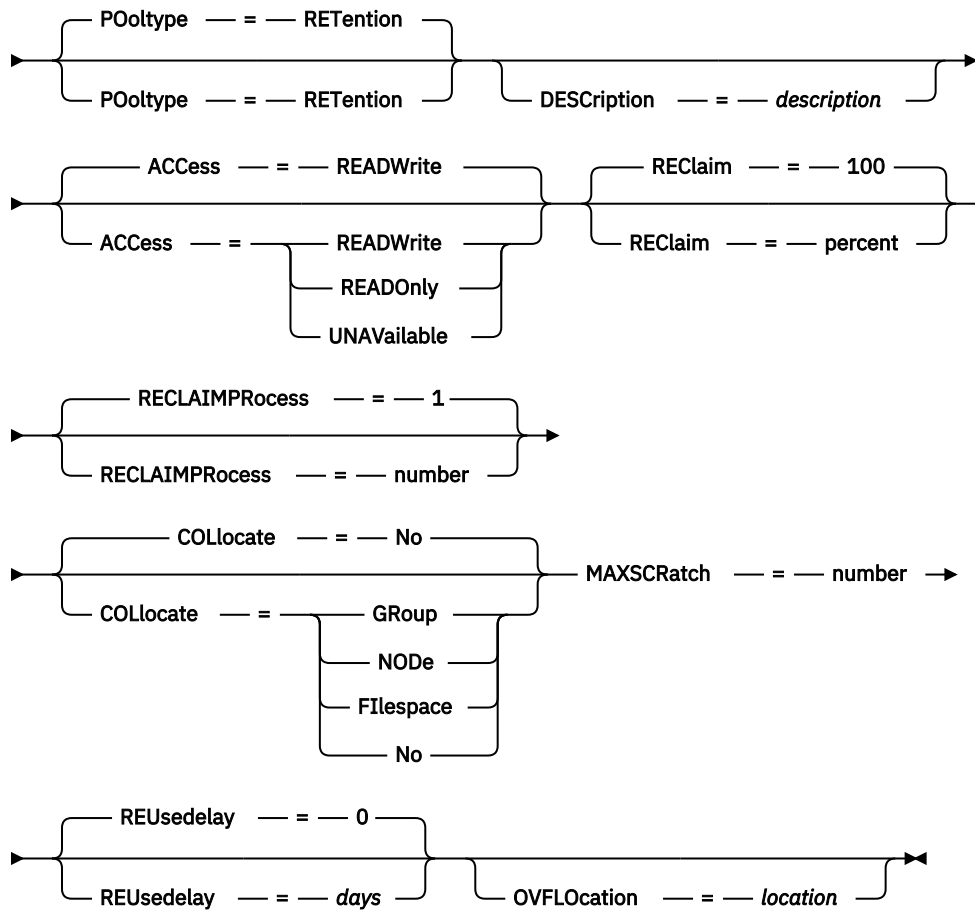 POoltype = RETention
POoltype = RETention
DESCription = description
ACCess = READWrite
ACCess = READWrite
READOnly
UNAVailable
REClaim = 100
REClaim = percent
RECLAIMPRocess = 1
RECLAIMPRocess = number
COLlocate = No
COLlocate = GRoup
NODe
FIlespace
No
MAXSCRatch = number
REUsedelay = 0
REUsedelay = days
OVFLOcation = location